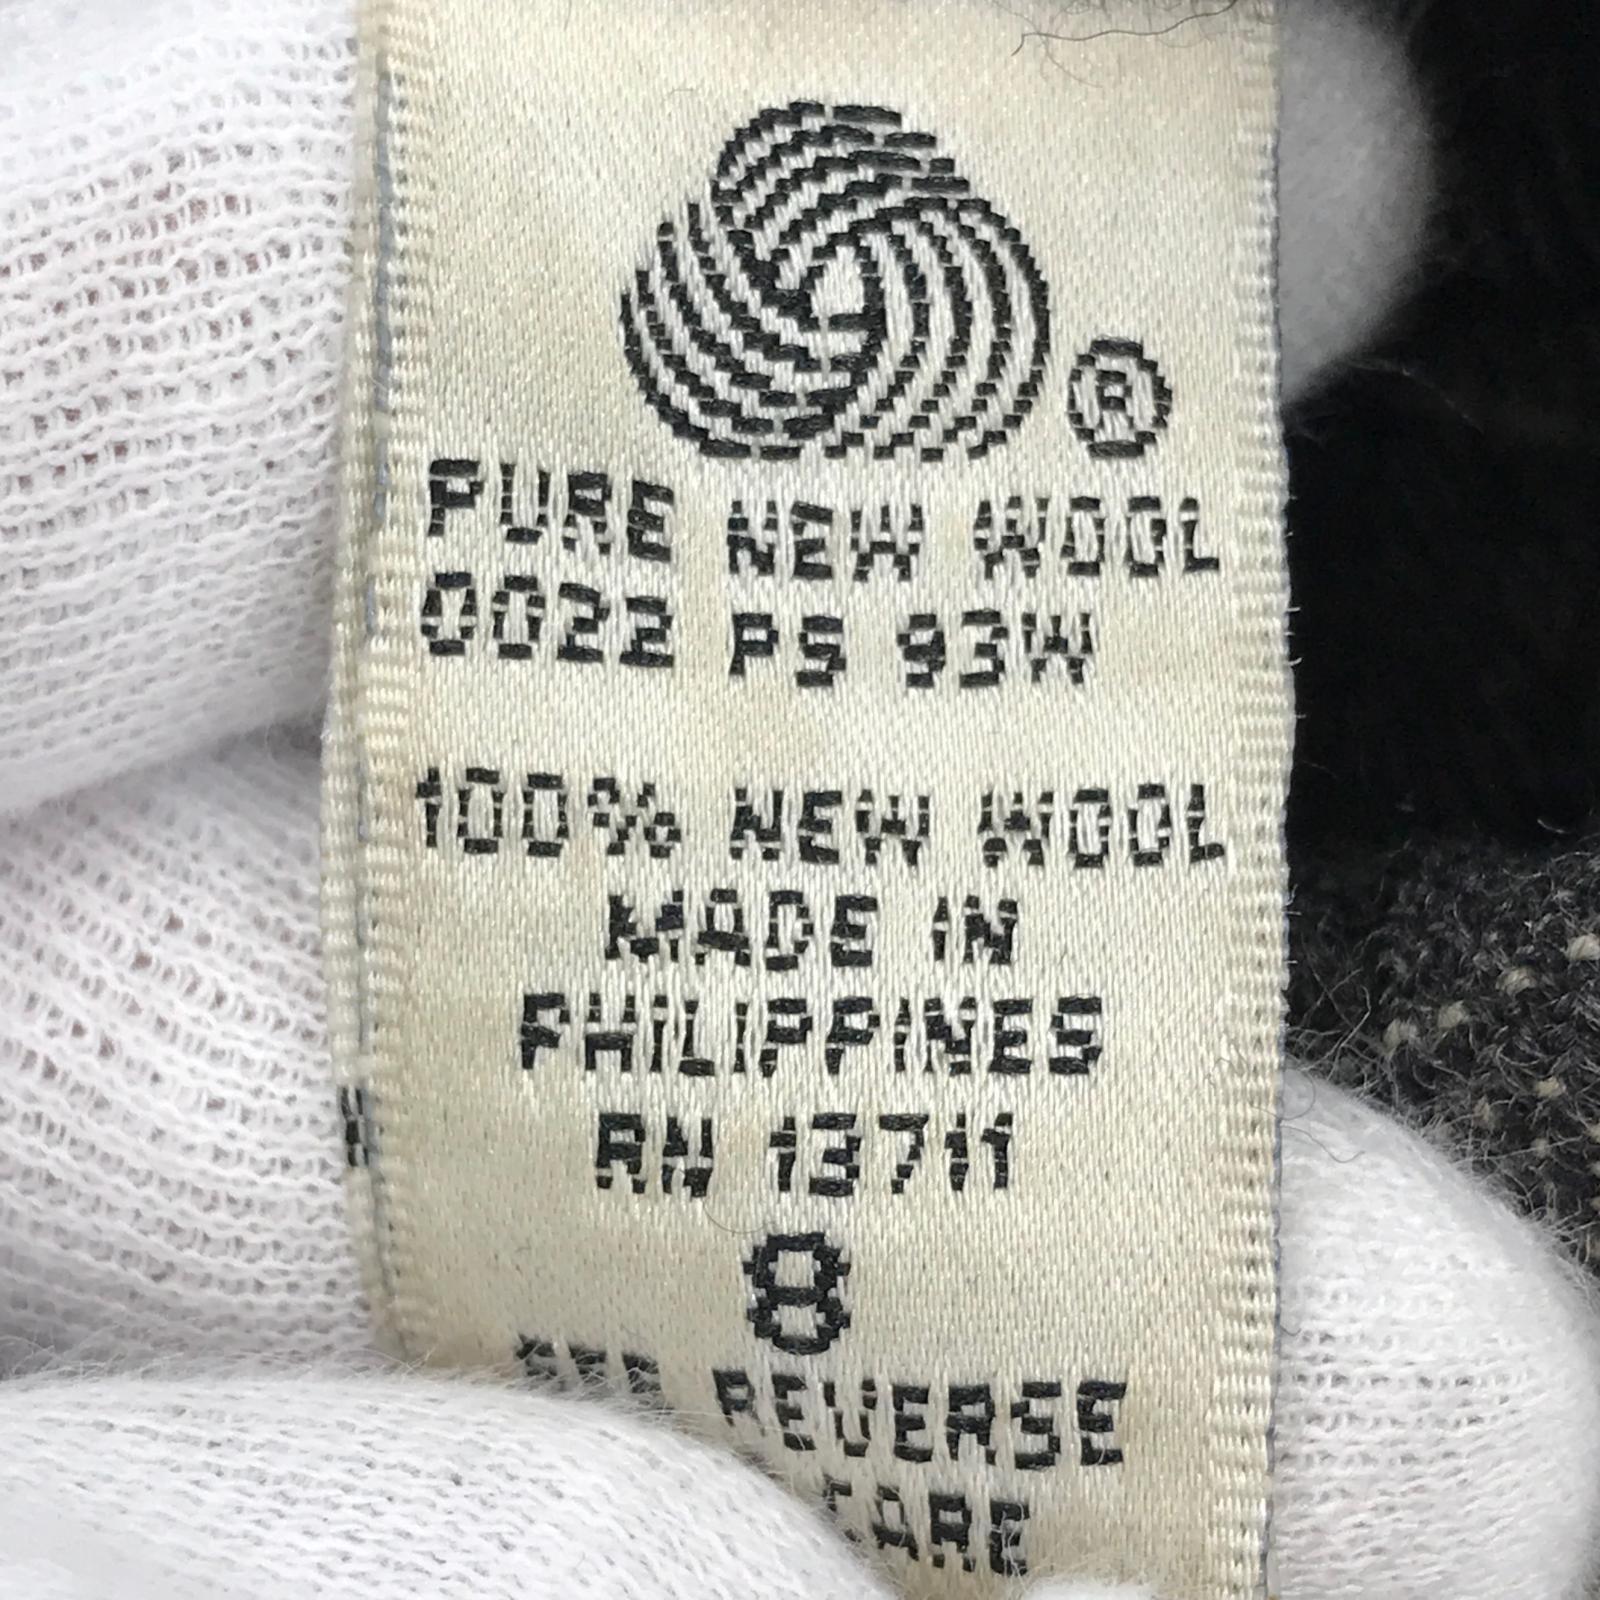 ®
PURE NEW WOOL
0022 PS 93W
100% NEW WOOL
MADE IN
PHILIPPINES
RN 13711
8
REVERSE
CARE